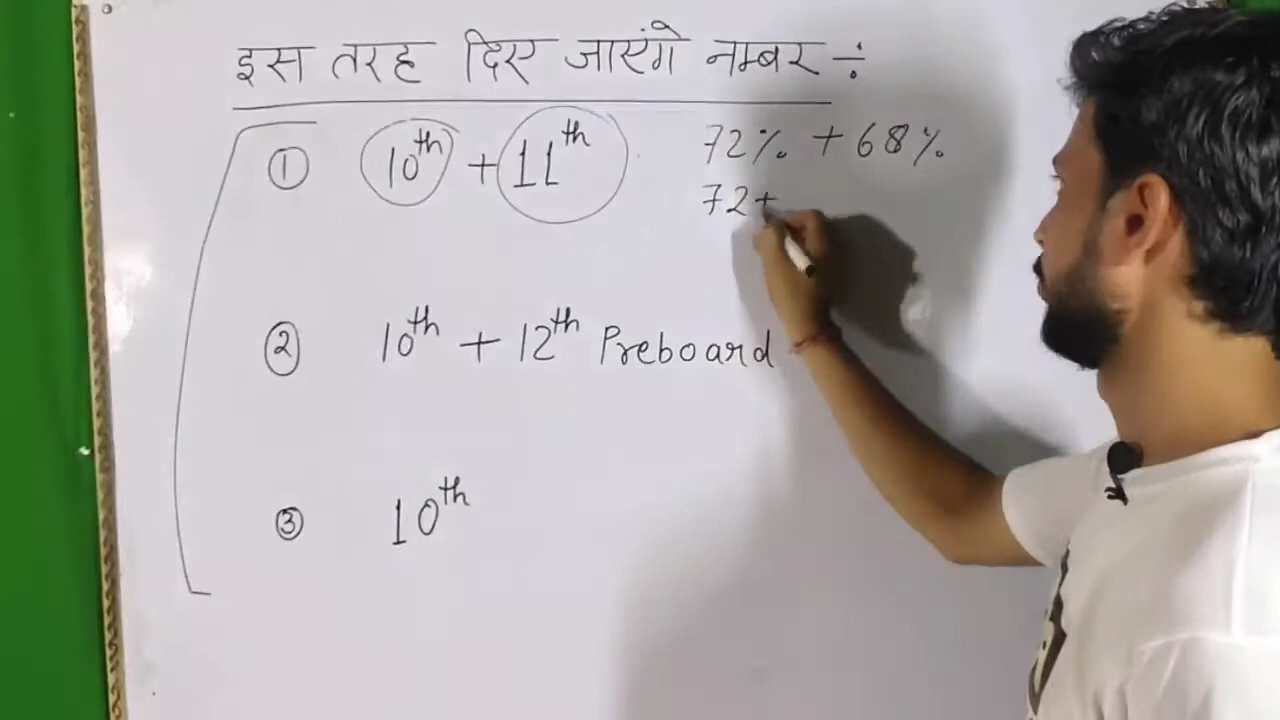 इस तरह दिए जाएंगे नम्बर ÷
① 10th + 11th 72% + 68%
72+
② 10th + 12th Preboard
③ 10th